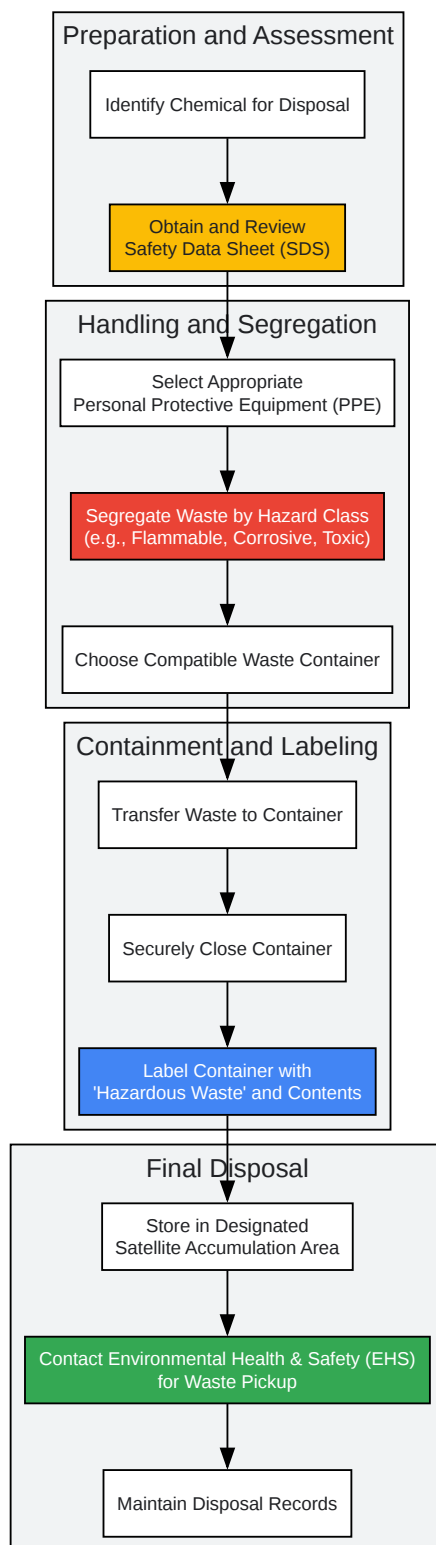 Preparation and Assessment
Identify Chemical for Disposal
Obtain and Review
Safety Data Sheet (SDS)
Handling and Segregation
Select Appropriate
Personal Protective Equipment (PPE)
Segregate Waste by Hazard Class
(e.g., Flammable, Corrosive, Toxic)
Choose Compatible Waste Container
Containment and Labeling
Transfer Waste to Container
Securely Close Container
Label Container with
'Hazardous Waste' and Contents
Final Disposal
Store in Designated
Satellite Accumulation Area
Contact Environmental Health & Safety (EHS)
for Waste Pickup
Maintain Disposal Records